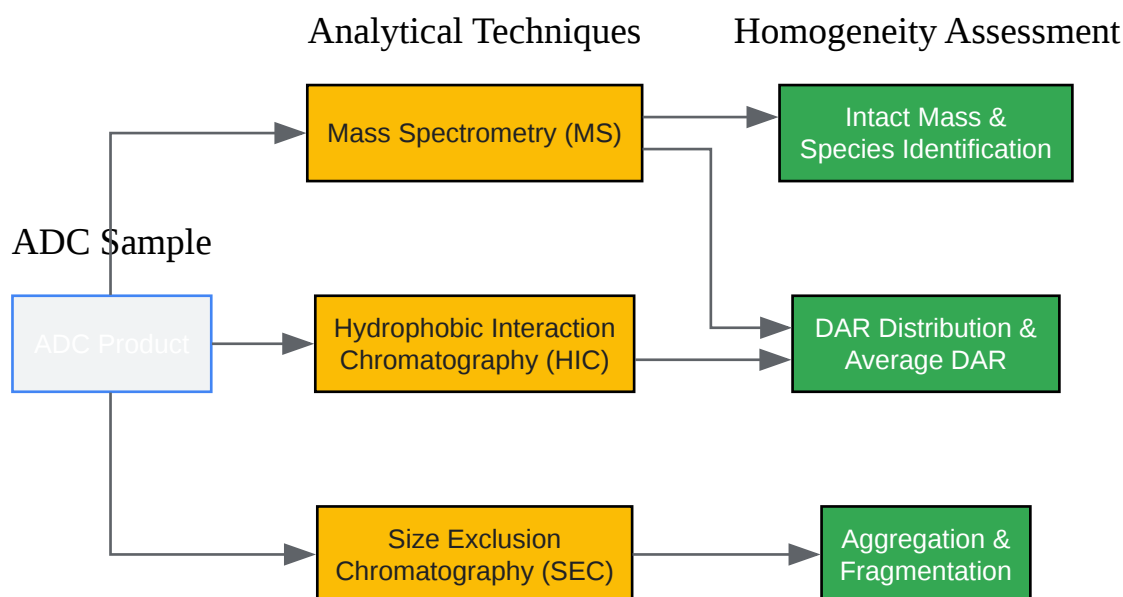 Analytical Techniques
Homogeneity Assessment
Mass Spectrometry (MS)
Intact Mass &
Species Identification
ADC Sample
ADC Product
Hydrophobic Interaction
Chromatography (HIC)
DAR Distribution &
Average DAR
Size Exclusion
Chromatography (SEC)
Aggregation &
Fragmentation